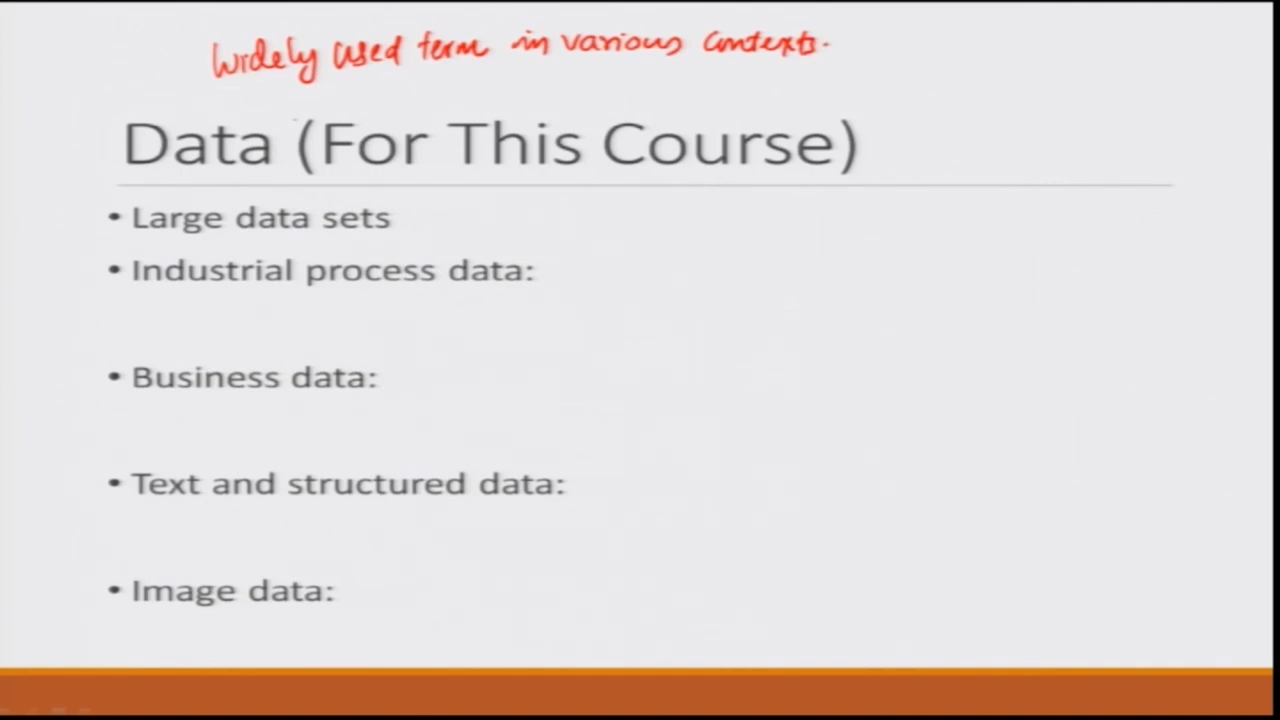 Widely used term in various contexts.
Data (For This Course)
• Large data sets
• Industrial process data:
• Business data:
• Text and structured data:
• Image data: